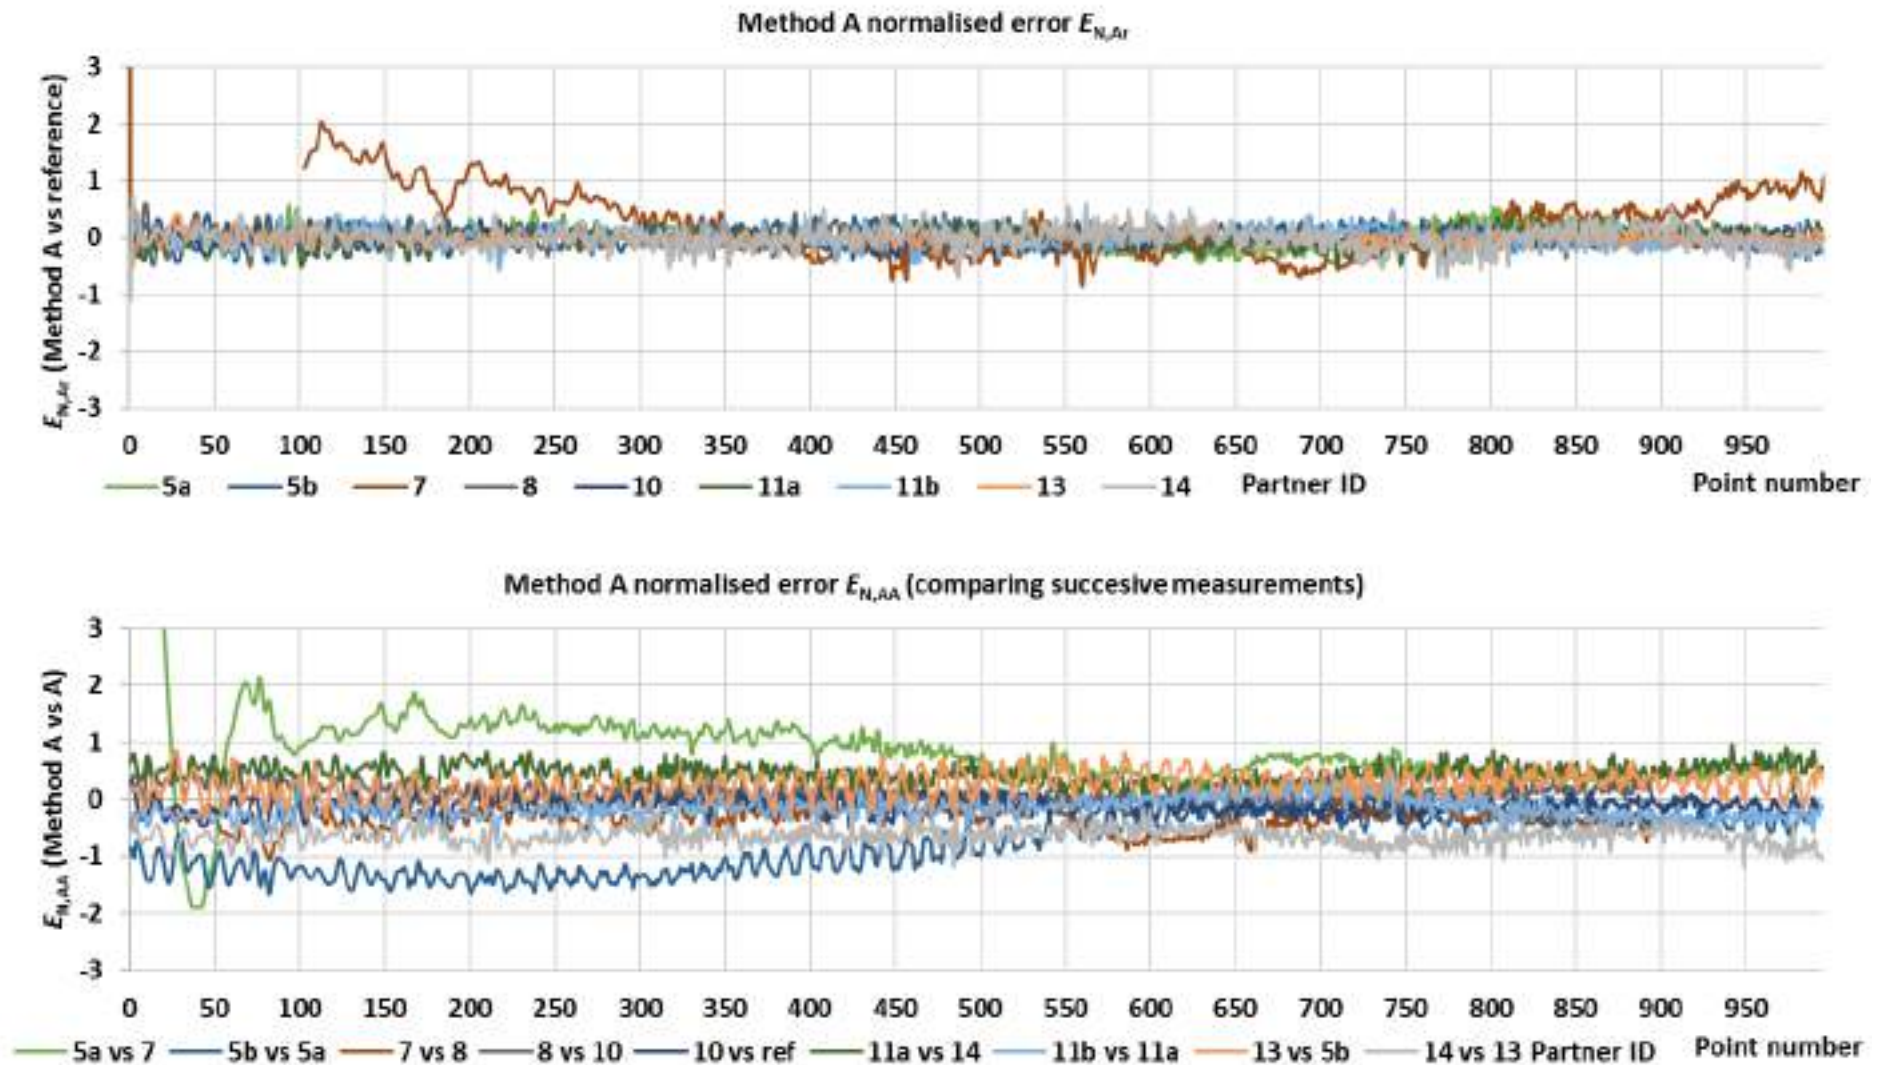 Method A normalised error E_N,Ar
E_N,Ar (Method A vs reference)
3
2
1
0
-1
-2
-3
0 50 100 150 200 250 300 350 400 450 500 550 600 650 700 750 800 850 900 950
5a 5b 7 8 10 11a 11b 13 14 Partner ID Point number
Method A normalised error E_N,AA (comparing succesive measurements)
E_N,AA (Method A vs A)
3
2
1
0
-1
-2
-3
0 50 100 150 200 250 300 350 400 450 500 550 600 650 700 750 800 850 900 950
5a vs 7 5b vs 5a 7 vs 8 8 vs 10 10 vs ref 11a vs 14 11b vs 11a 13 vs 5b 14 vs 13 Partner ID Point number